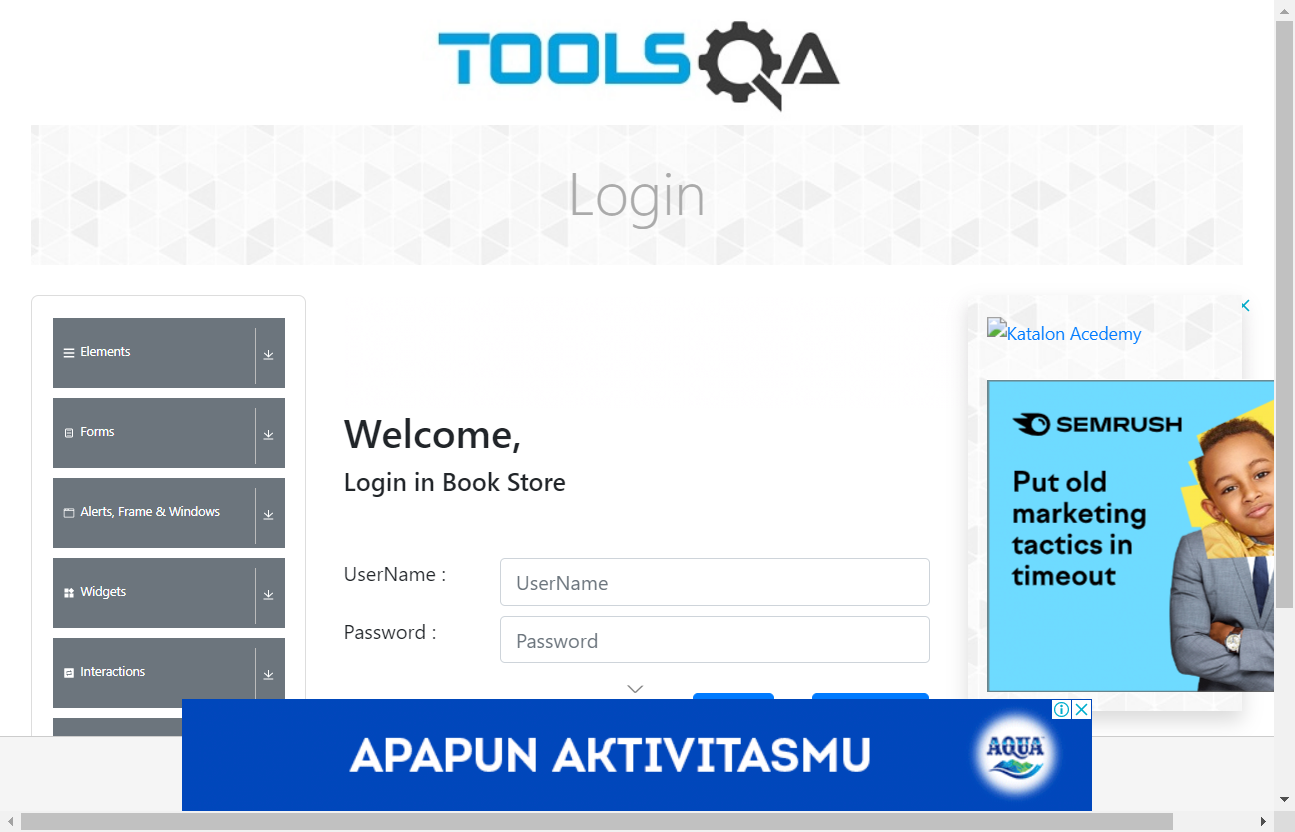 TOOLSQA
Login
Elements
Forms
Alerts, Frame & Windows
Widgets
Interactions
Welcome,
Login in Book Store
UserName :
UserName
Password :
Password
Katalon Acedemy
SEMRUSH
Put old
marketing
tactics in
timeout
APAPUN AKTIVITASMU
AQUA